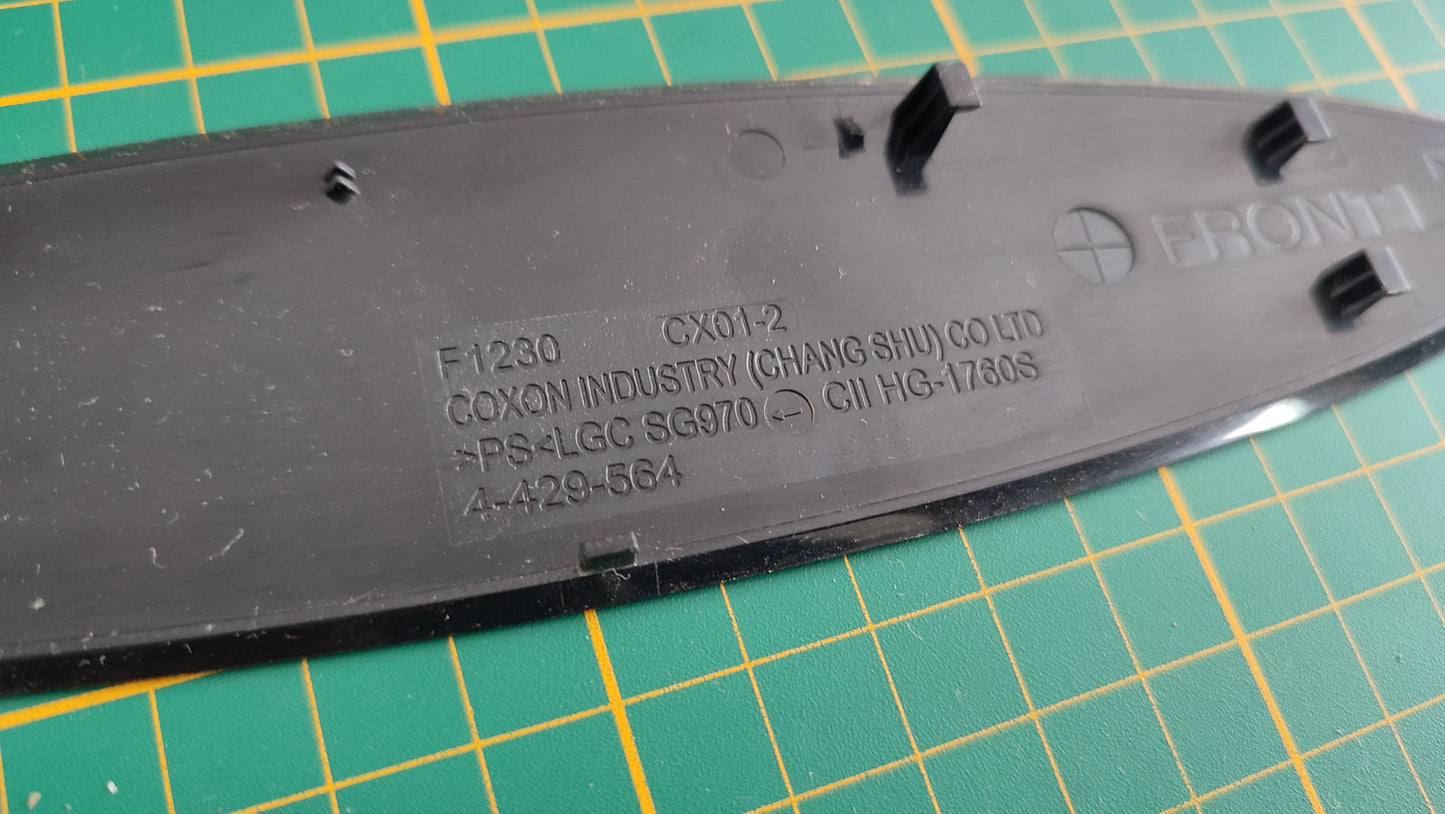 F1230 CX01-2
COXON INDUSTRY (CHANG SHU) CO LTD
>PS<LGC SG970 CII HG-1760S
4-429-564
FRONT